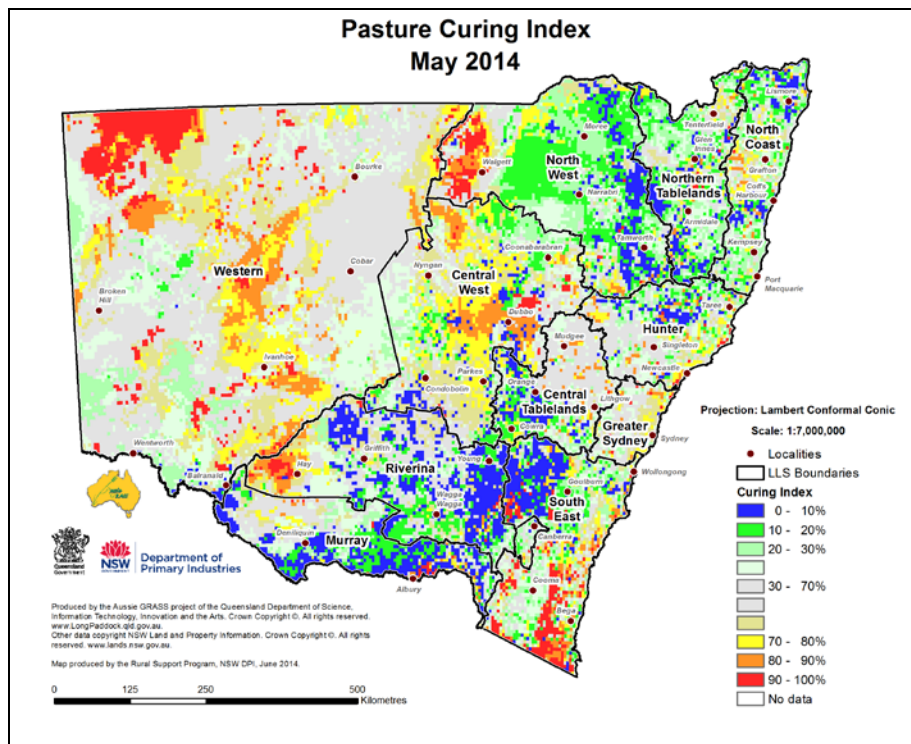 Pasture Curing Index
May 2014
Lismore
Tenterfield
Moree
Glen
Innes
North
Coast
Bourke
Walgett
North
West
Northern
Tablelands
Grafton
Coffs
Harbour
Narrabri
Armidale
Tamworth
Kempsey
Coonabarabran
Port
Macquarie
Western
Cobar
Nyngan
Central
West
Broken
Hill
Taree
Dubbo
Hunter
Mudgee
Singleton
Newcastle
Ivanhoe
Parkes
Orange
Condobolin
Central
Tablelands
Lithgow
Greater
Sydney
Cowra
Sydney
Projection: Lambert Conformal Conic
Scale: 1:7,000,000
Wentworth
Griffith
Young
Wollongong
Hay
Riverina
Goulburn
Balranald
South
East
Wagga
Wagga
Deniliquin
Murray
Canberra
Albury
Cooma
Bega
Localities
LLS Boundaries
Curing Index
0 - 10%
10 - 20%
20 - 30%
30 - 70%
70 - 80%
80 - 90%
90 - 100%
No data
Aussie
GRASS
Queensland
Government
NSW
GOVERNMENT
Department of
Primary Industries
Produced by the Aussie GRASS project of the Queensland Department of Science,
Information Technology, Innovation and the Arts. Crown Copyright ©. All rights reserved.
www.LongPaddock.qld.gov.au.
Other data copyright NSW Land and Property Information. Crown Copyright ©. All rights
reserved. www.lands.nsw.gov.au.
Map produced by the Rural Support Program, NSW DPI, June 2014.
0 125 250 500
Kilometres